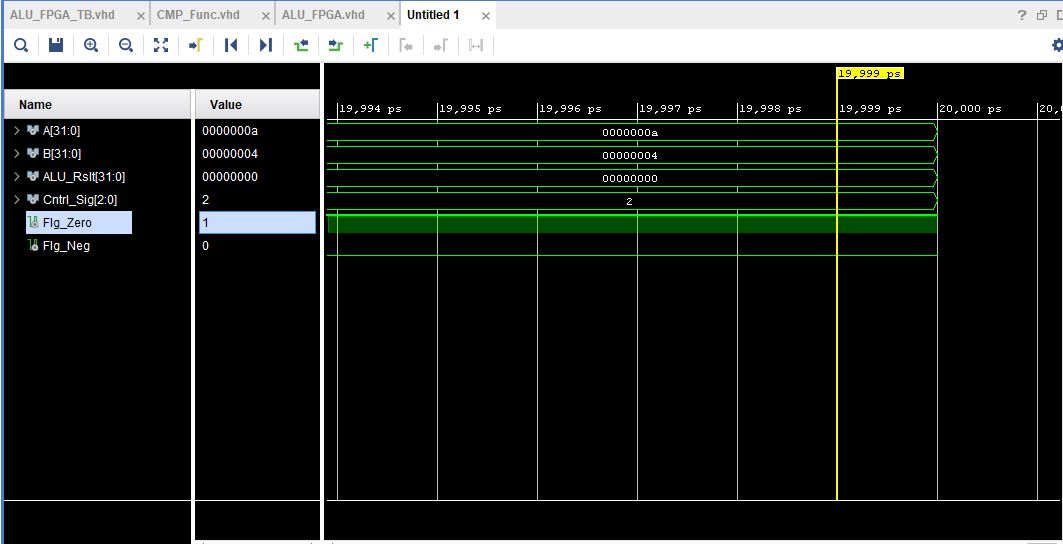 ALU_FPGA_TB.vhd CMP_Func.vhd ALU_FPGA.vhd Untitled 1
19,999 ps
Name Value 19,994 ps 19,995 ps 19,996 ps 19,997 ps 19,998 ps 19,999 ps 20,000 ps 20,0
A[31:0] 0000000a 0000000a
B[31:0] 00000004 00000004
ALU_Rslt[31:0] 00000000 00000000
Cntrl_Sig[2:0] 2 2
Flg_Zero 1
Flg_Neg 0